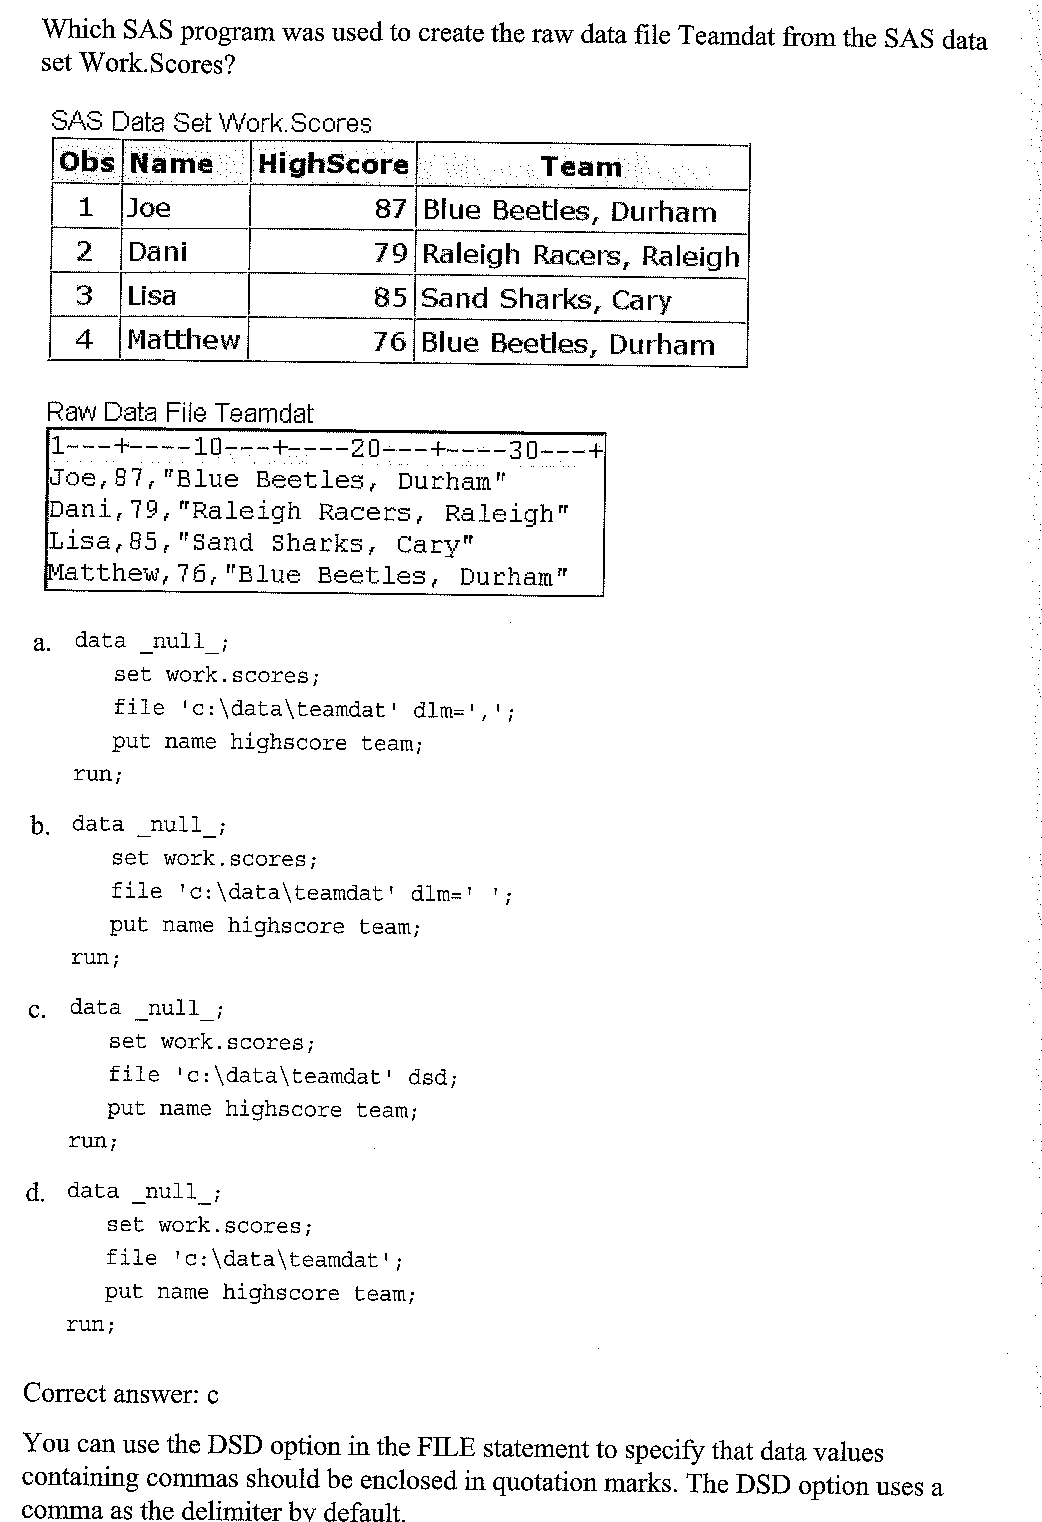 Which SAS program was used to create the raw data file Teamdat from the SAS data
set Work.Scores?
SAS Data Set Work.Scores
Obs Name HighScore Team
1 Joe 87 Blue Beetles, Durham
2 Dani 79 Raleigh Racers, Raleigh
3 Lisa 85 Sand Sharks, Cary
4 Matthew 76 Blue Beetles, Durham
Raw Data File Teamdat
1---+----10---+----20---+----30---+
Joe,87,"Blue Beetles, Durham"
Dani,79,"Raleigh Racers, Raleigh"
Lisa,85,"Sand Sharks, Cary"
Matthew,76,"Blue Beetles, Durham"
a. data _null_;
set work.scores;
file 'c:\data\teamdat' dlm=',';
put name highscore team;
run;
b. data _null_;
set work.scores;
file 'c:\data\teamdat' dlm=' ';
put name highscore team;
run;
c. data _null_;
set work.scores;
file 'c:\data\teamdat' dsd;
put name highscore team;
run;
d. data _null_;
set work.scores;
file 'c:\data\teamdat';
put name highscore team;
run;
Correct answer: c
You can use the DSD option in the FILE statement to specify that data values
containing commas should be enclosed in quotation marks. The DSD option uses a
comma as the delimiter by default.